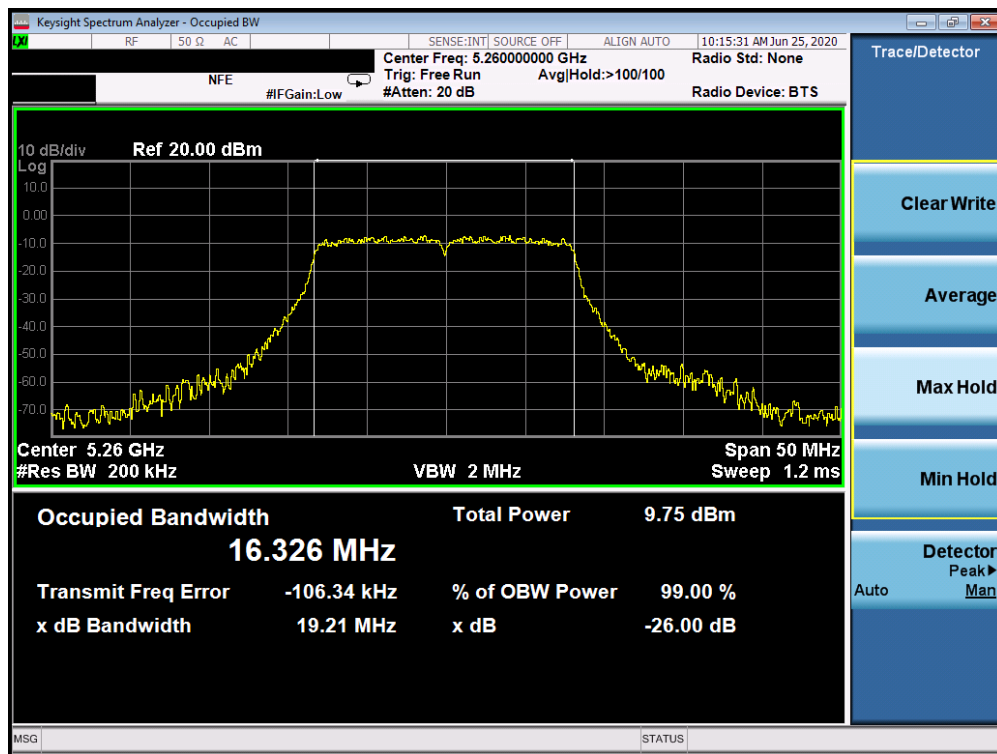 Keysight Spectrum Analyzer - Occupied BW
LXI RF 50 Ω AC SENSE:INT SOURCE OFF ALIGN AUTO 10:15:31 AM Jun 25, 2020
Center Freq: 5.260000000 GHz Radio Std: None
NFE Trig: Free Run Avg|Hold:>100/100
#IFGain:Low #Atten: 20 dB Radio Device: BTS
Trace/Detector
10 dB/div Ref 20.00 dBm
Log
10.0
0.00
-10.0
-20.0
-30.0
-40.0
-50.0
-60.0
-70.0
Center 5.26 GHz Span 50 MHz
#Res BW 200 kHz VBW 2 MHz Sweep 1.2 ms
Occupied Bandwidth Total Power 9.75 dBm
16.326 MHz
Transmit Freq Error -106.34 kHz % of OBW Power 99.00 %
x dB Bandwidth 19.21 MHz x dB -26.00 dB
Clear Write
Average
Max Hold
Min Hold
Detector
Peak▶
Auto Man
MSG STATUS